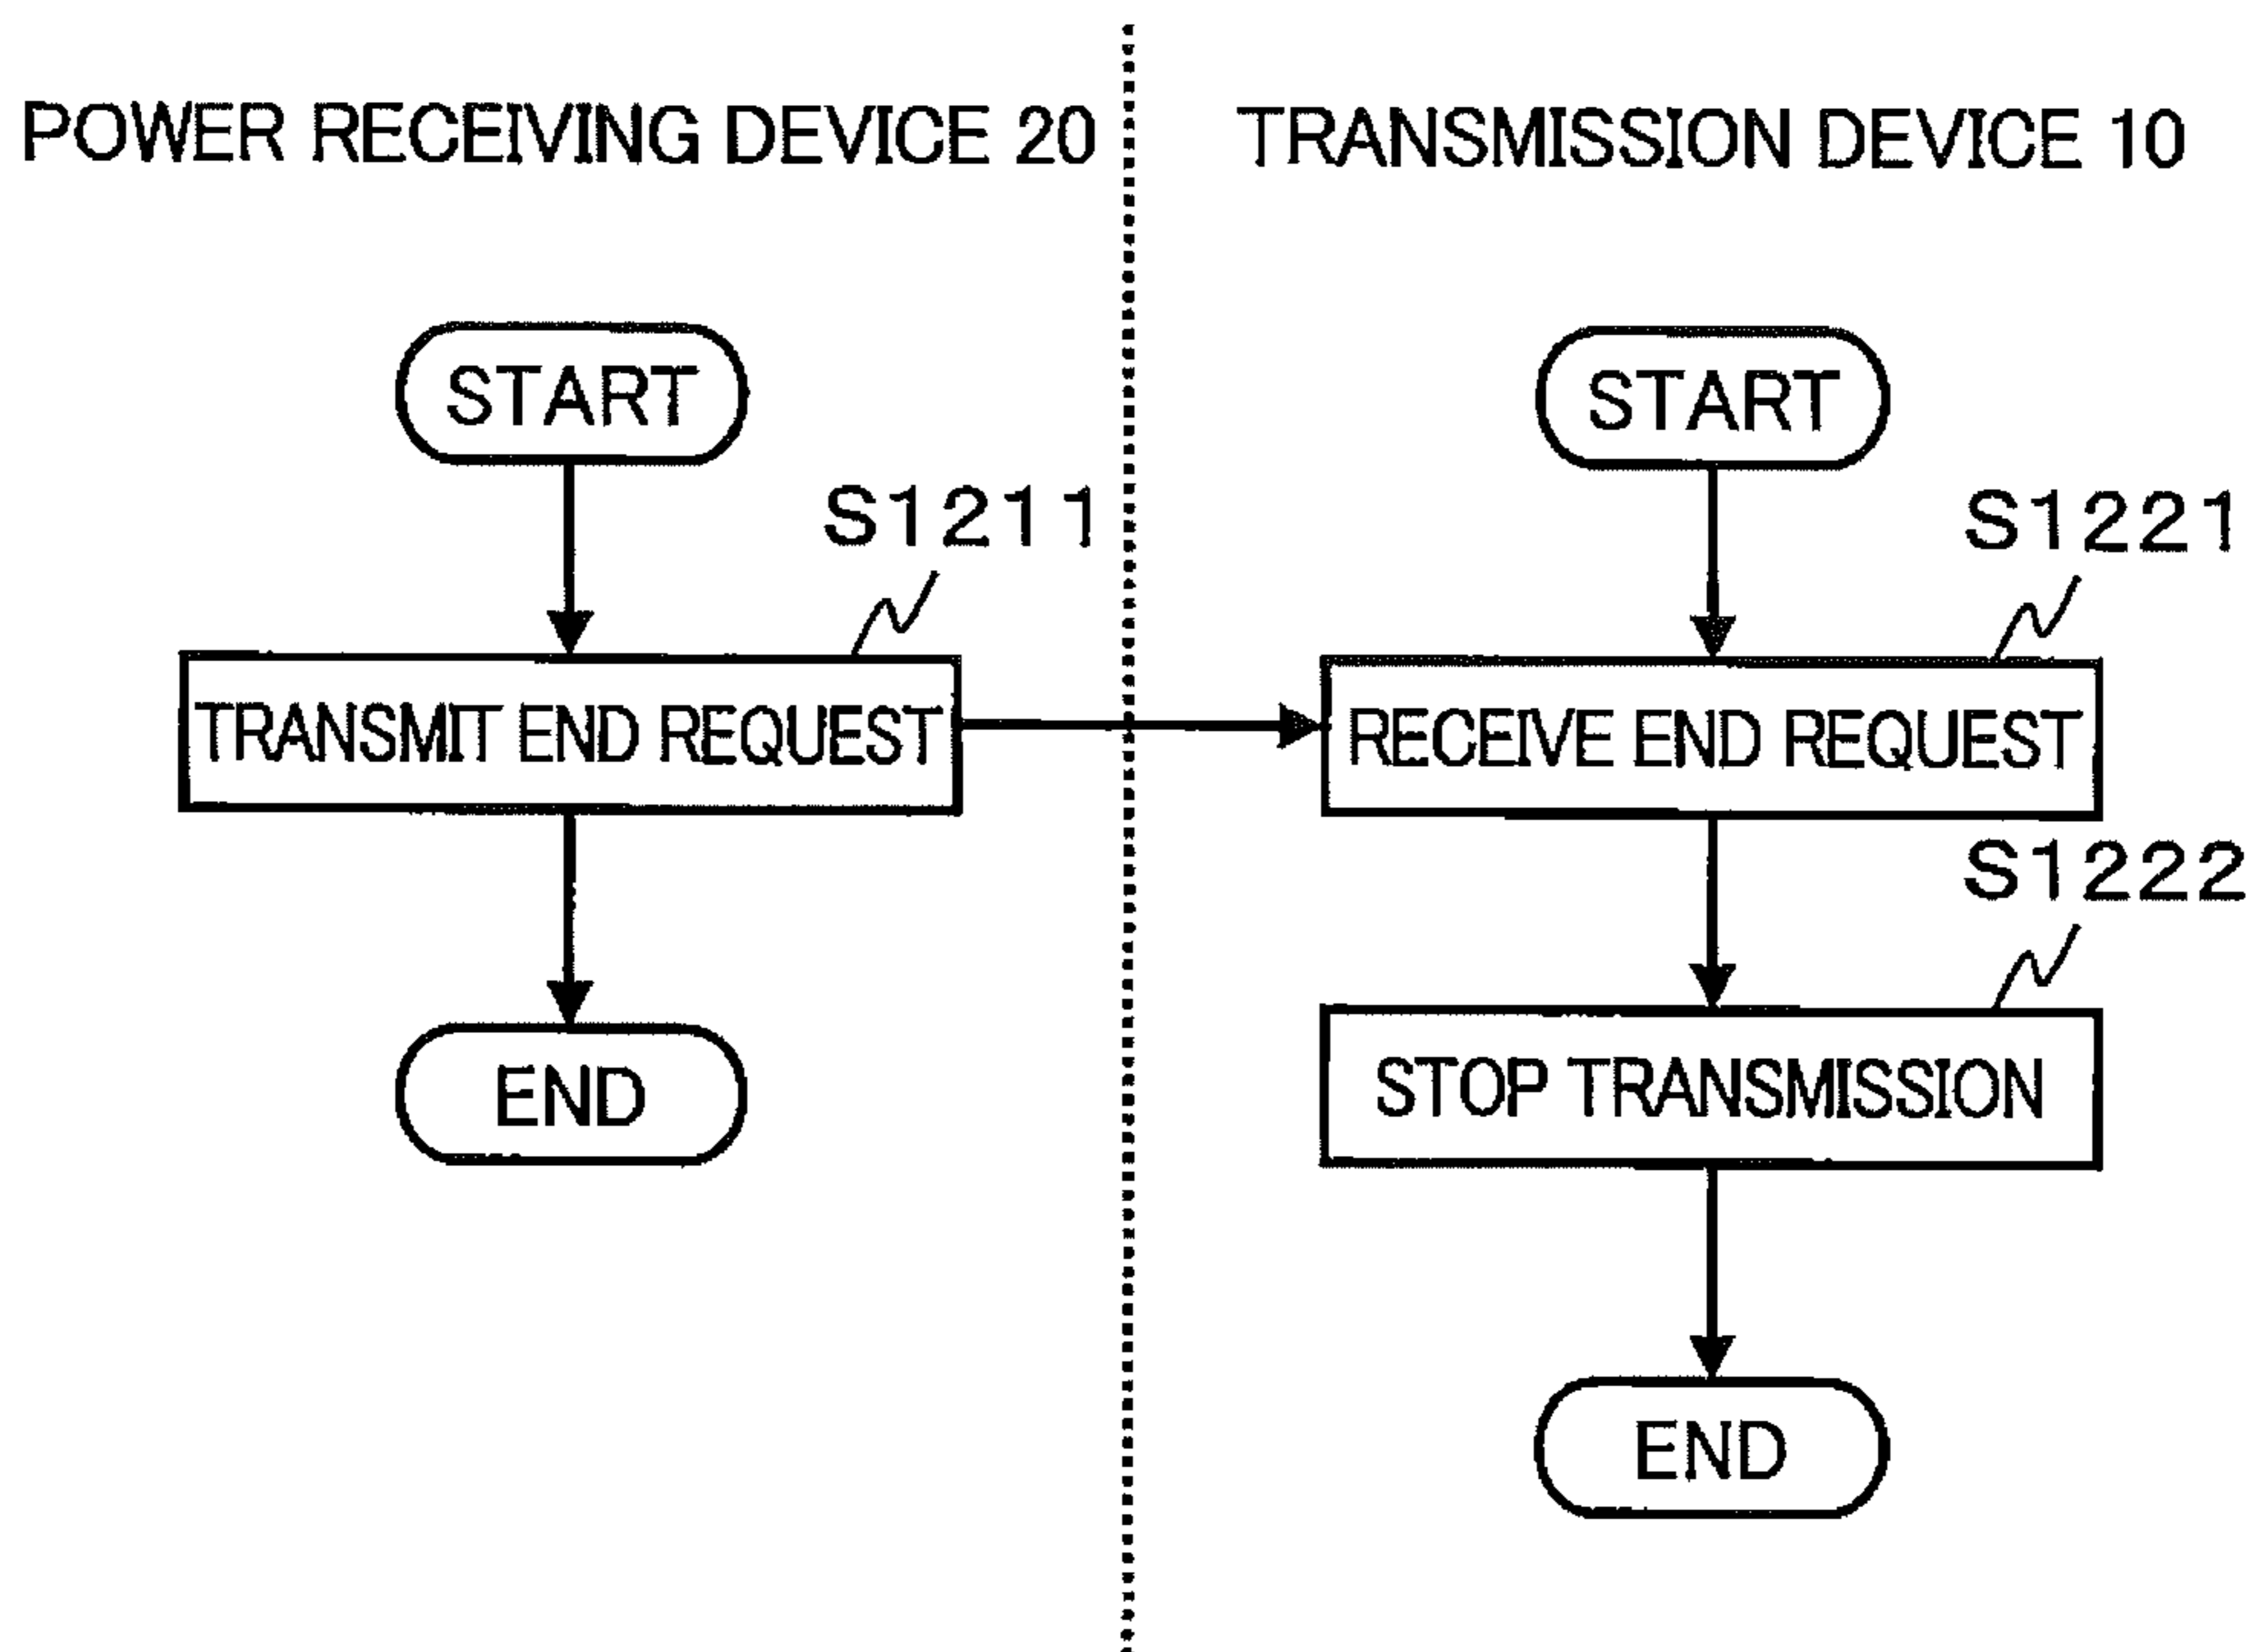 POWER RECEIVING DEVICE 20
START
S1211
TRANSMIT END REQUEST
END
TRANSMISSION DEVICE 10
START
S1221
RECEIVE END REQUEST
S1222
STOP TRANSMISSION
END